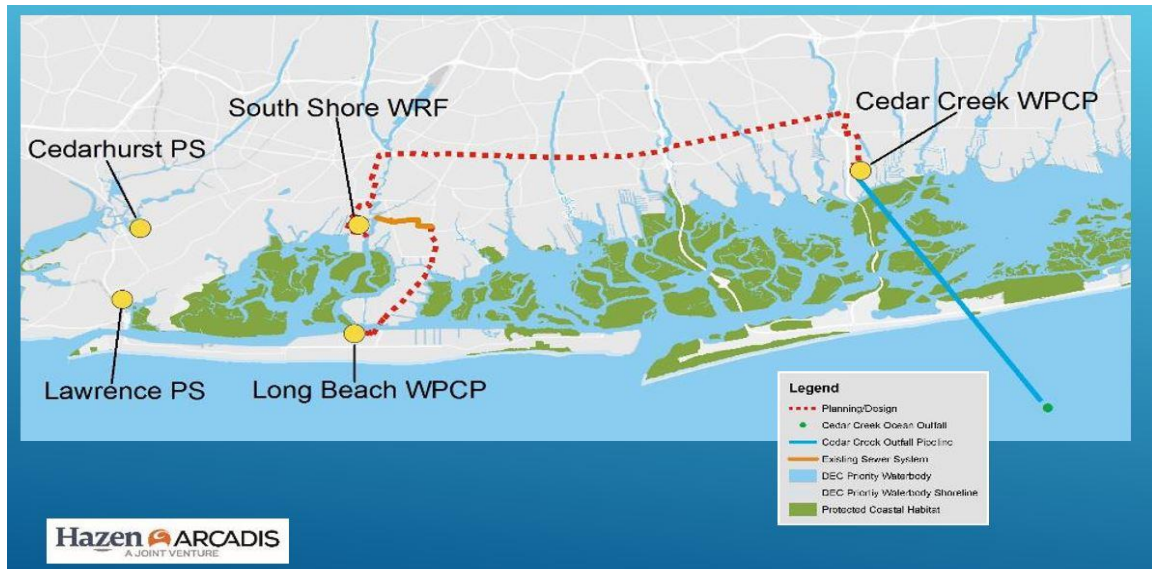 South Shore WRF
Cedar Creek WPCP
Cedarhurst PS
Lawrence PS
Long Beach WPCP
Legend
Planning/Design
Cedar Creek Ocean Outfall
Cedar Creek Outfall Pipeline
Existing Sewer System
DEC Priority Waterbody
DEC Priority Waterbody Shoreline
Protected Coastal Habitat
Hazen ARCADIS
A JOINT VENTURE